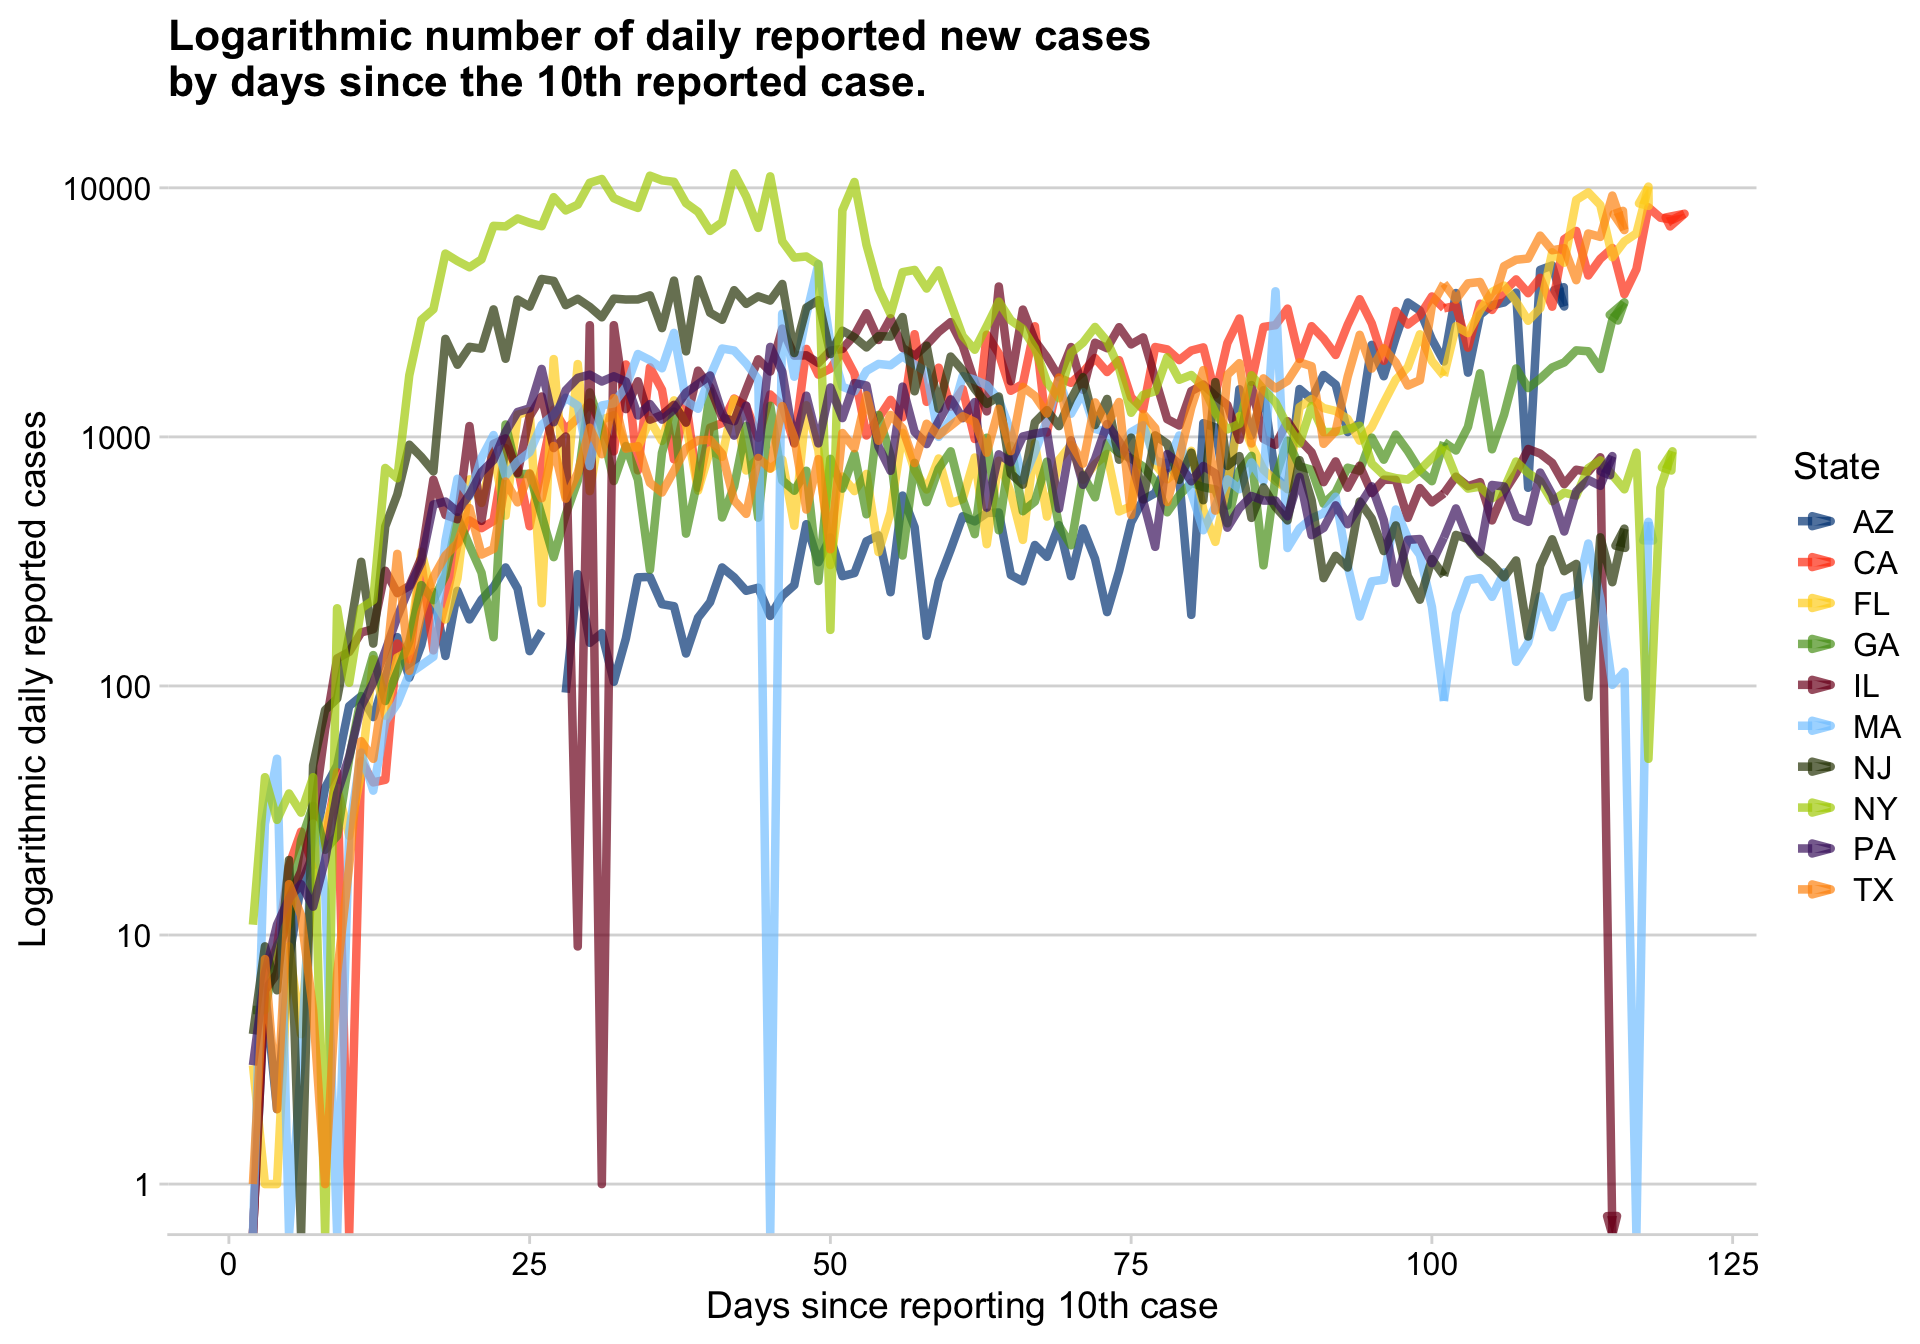 Logarithmic number of daily reported new cases
by days since the 10th reported case.
Logarithmic daily reported cases
10000
1000
100
10
1
0
25
50
75
100
125
Days since reporting 10th case
State
AZ
CA
FL
GA
IL
MA
NJ
NY
PA
TX